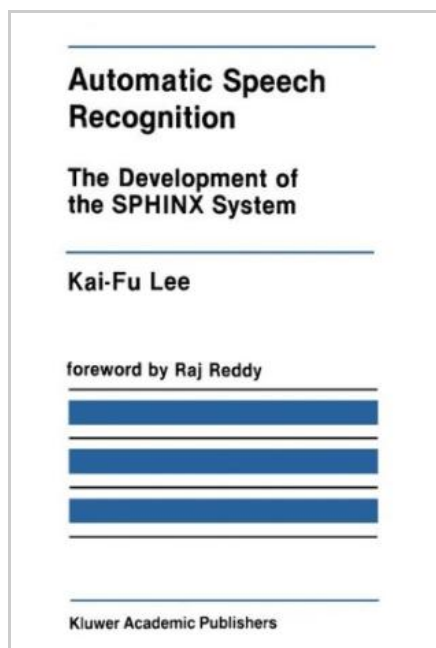 Automatic Speech
Recognition
The Development of
the SPHINX System
Kai-Fu Lee
foreword by Raj Reddy
Kluwer Academic Publishers